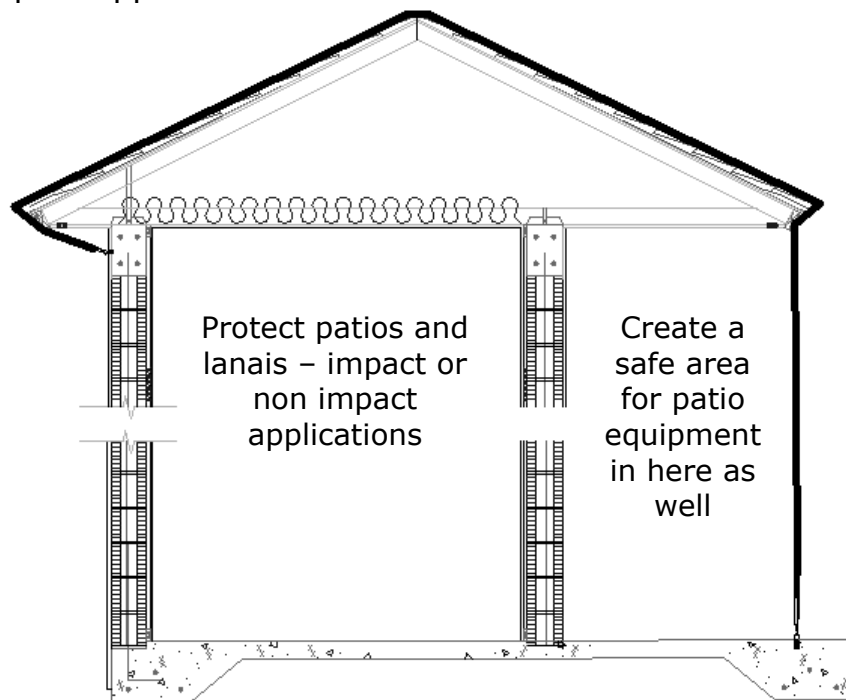 Protect patios and
lanais – impact or
non impact
applications
Create a
safe area
for patio
equipment
in here as
well